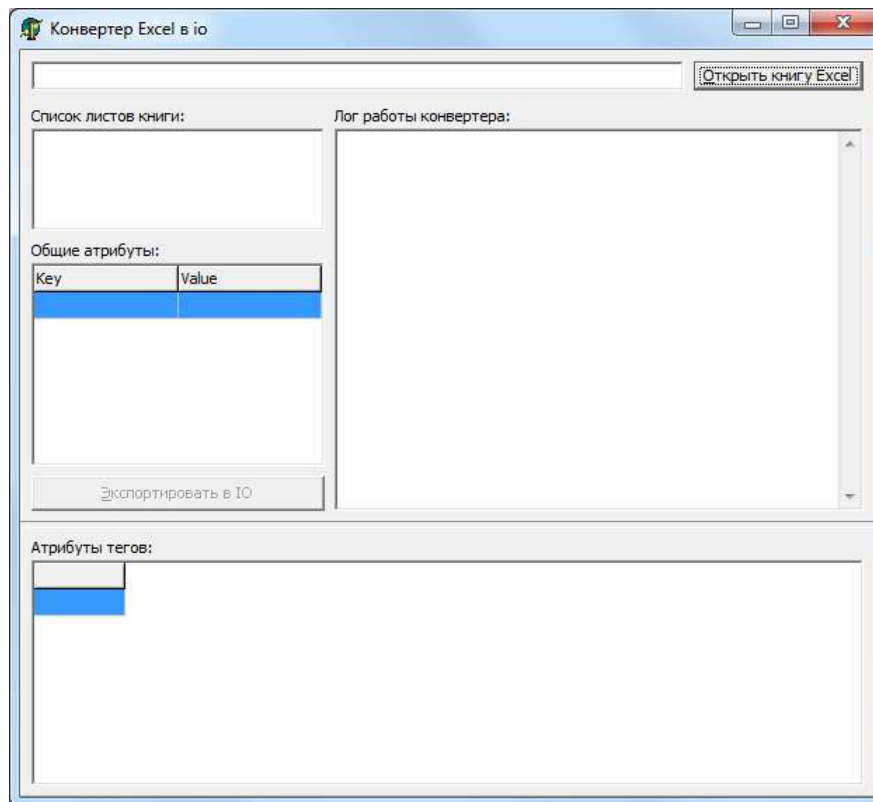 Конвертер Excel в io
Открыть книгу Excel
Список листов книги:
Лог работы конвертера:
Общие атрибуты:
Key Value
Экспортировать в IO
Атрибуты тегов: